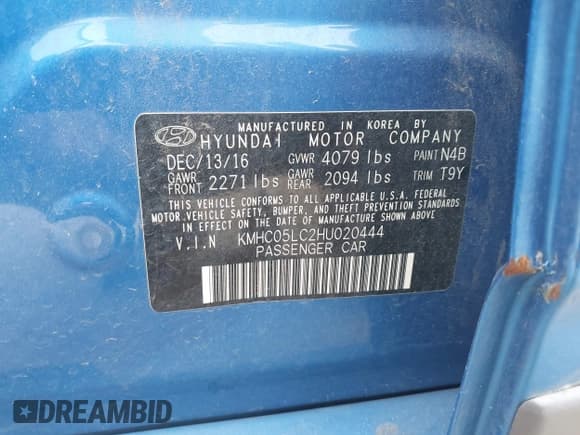 MANUFACTURED IN KOREA BY
HYUNDAI MOTOR COMPANY
DEC/13/16 GVWR 4079 lbs PAINT N4B
GAWR FRONT 2271 lbs GAWR REAR 2094 lbs TRIM T9Y
THIS VEHICLE CONFORMS TO ALL APPLICABLE U.S.A. FEDERAL
MOTOR VEHICLE SAFETY, BUMPER, AND THEFT PREVENTION STANDARDS
IN EFFECT ON THE DATE OF MANUFACTURE SHOWN ABOVE.
V.I.N KMHC05LC2HU020444
PASSENGER CAR
DREAMBID